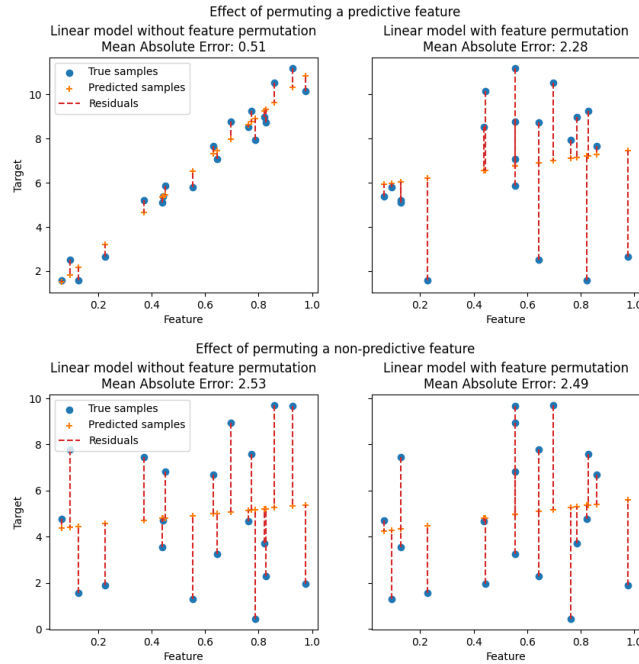 Effect of permuting a predictive feature
Linear model without feature permutation
Mean Absolute Error: 0.51
Linear model with feature permutation
Mean Absolute Error: 2.28
True samples
Predicted samples
Residuals
10
8
6
4
2
Target
0.2
0.4
0.6
0.8
1.0
Feature
0.2
0.4
0.6
0.8
1.0
Feature
Effect of permuting a non-predictive feature
Linear model without feature permutation
Mean Absolute Error: 2.53
Linear model with feature permutation
Mean Absolute Error: 2.49
True samples
Predicted samples
Residuals
10
8
6
4
2
0
Target
0.2
0.4
0.6
0.8
1.0
Feature
0.2
0.4
0.6
0.8
1.0
Feature